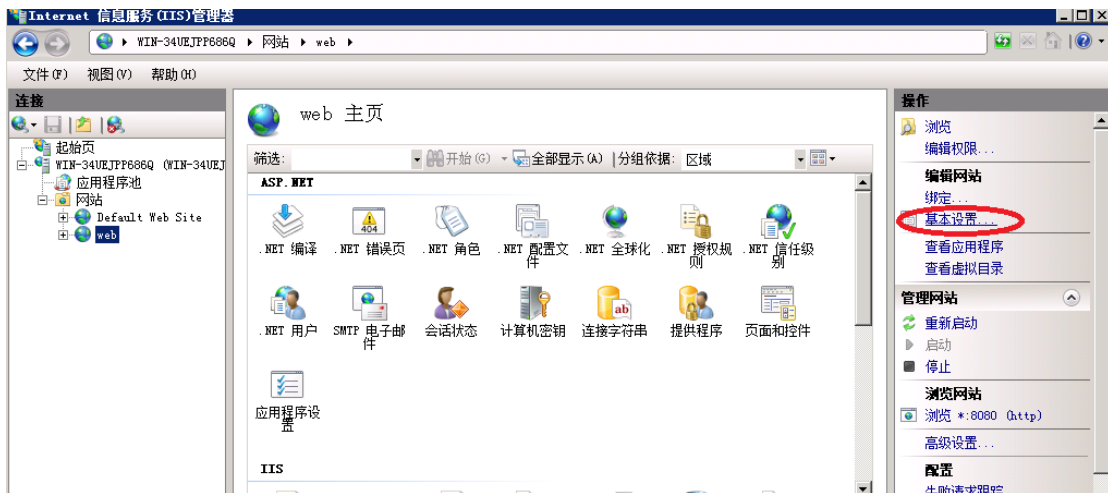 Internet 信息服务(IIS)管理器
WIN-34UEJPP686Q ▸ 网站 ▸ web ▸
文件(F) 视图(V) 帮助(H)
连接
起始页
WIN-34UEJPP686Q (WIN-34UEJ
应用程序池
网站
Default Web Site
web
web 主页
筛选: 开始(G) 全部显示(A) 分组依据: 区域
ASP.NET
.NET 编译 .NET 错误页 .NET 角色 .NET 配置文件 .NET 全球化 .NET 授权规则 .NET 信任级别
.NET 用户 SMTP 电子邮件 会话状态 计算机密钥 连接字符串 提供程序 页面和控件
应用程序设置
IIS
操作
浏览
编辑权限...
编辑网站
绑定...
基本设置...
查看应用程序
查看虚拟目录
管理网站
重新启动
启动
停止
浏览网站
浏览 *:8080 (http)
高级设置...
配置
失败请求跟踪